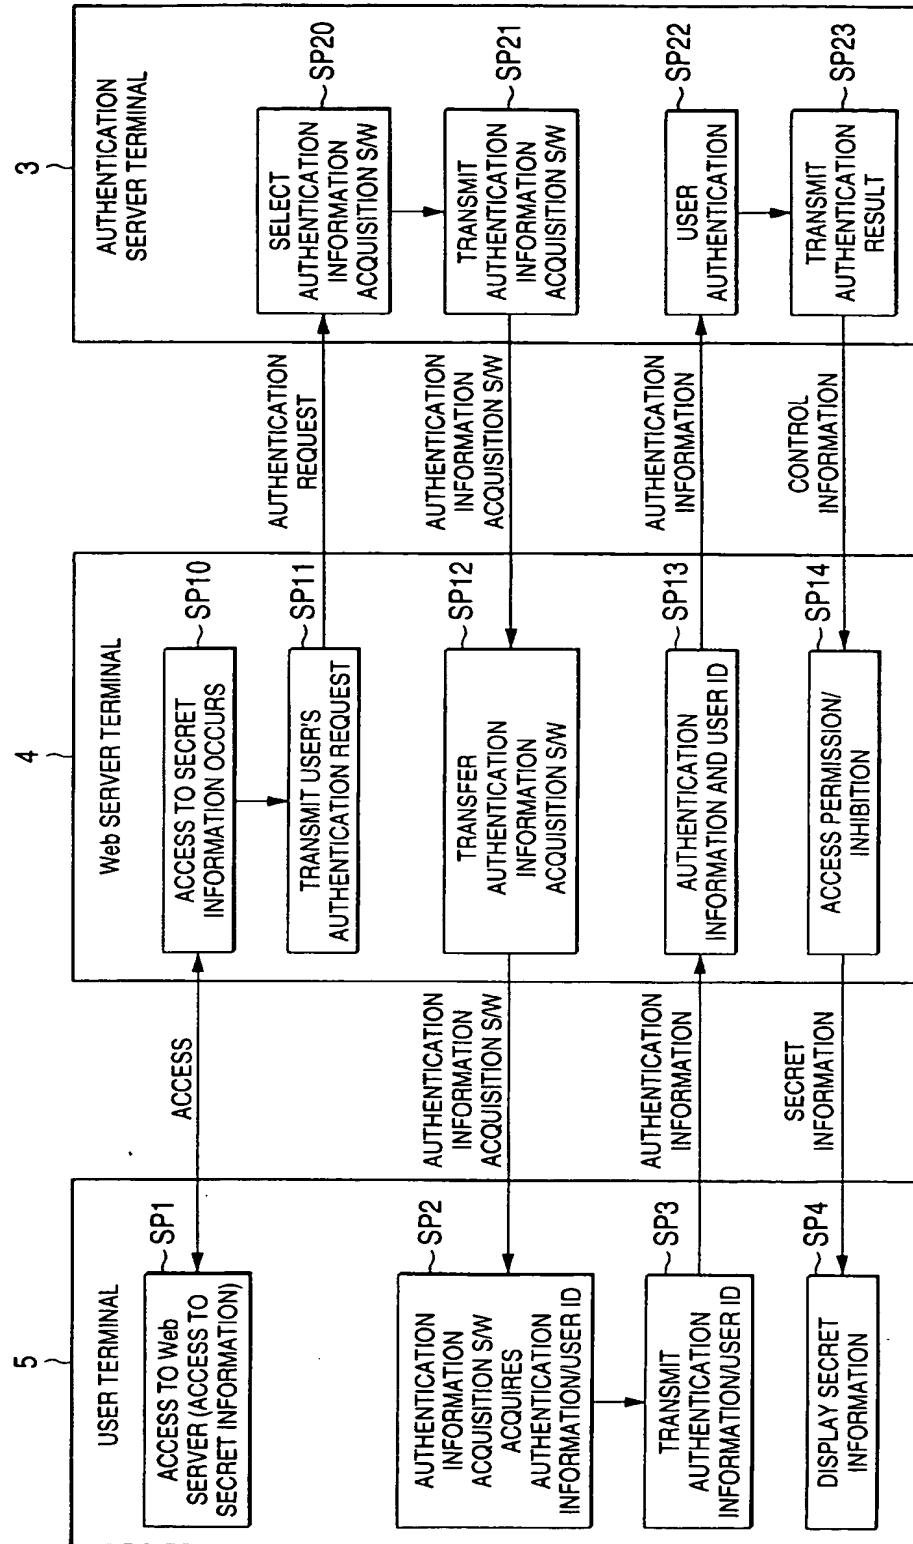 5
USER TERMINAL
SP1
ACCESS TO Web
SERVER (ACCESS TO
SECRET INFORMATION)
SP2
AUTHENTICATION
INFORMATION
ACQUISITION S/W
ACQUIRES
AUTHENTICATION
INFORMATION/USER ID
SP3
TRANSMIT
AUTHENTICATION
INFORMATION/USER ID
SP4
DISPLAY SECRET
INFORMATION
ACCESS
AUTHENTICATION
INFORMATION
ACQUISITION S/W
AUTHENTICATION
INFORMATION
SECRET
INFORMATION
4
Web SERVER TERMINAL
SP10
ACCESS TO SECRET
INFORMATION OCCURS
SP11
TRANSMIT USER'S
AUTHENTICATION REQUEST
SP12
TRANSFER
AUTHENTICATION
INFORMATION
ACQUISITION S/W
SP13
AUTHENTICATION
INFORMATION AND USER ID
SP14
ACCESS PERMISSION/
INHIBITION
AUTHENTICATION
REQUEST
AUTHENTICATION
INFORMATION
ACQUISITION S/W
AUTHENTICATION
INFORMATION
CONTROL
INFORMATION
3
AUTHENTICATION
SERVER TERMINAL
SP20
SELECT
AUTHENTICATION
INFORMATION
ACQUISITION S/W
SP21
TRANSMIT
AUTHENTICATION
INFORMATION
ACQUISITION S/W
SP22
USER
AUTHENTICATION
SP23
TRANSMIT
AUTHENTICATION
RESULT